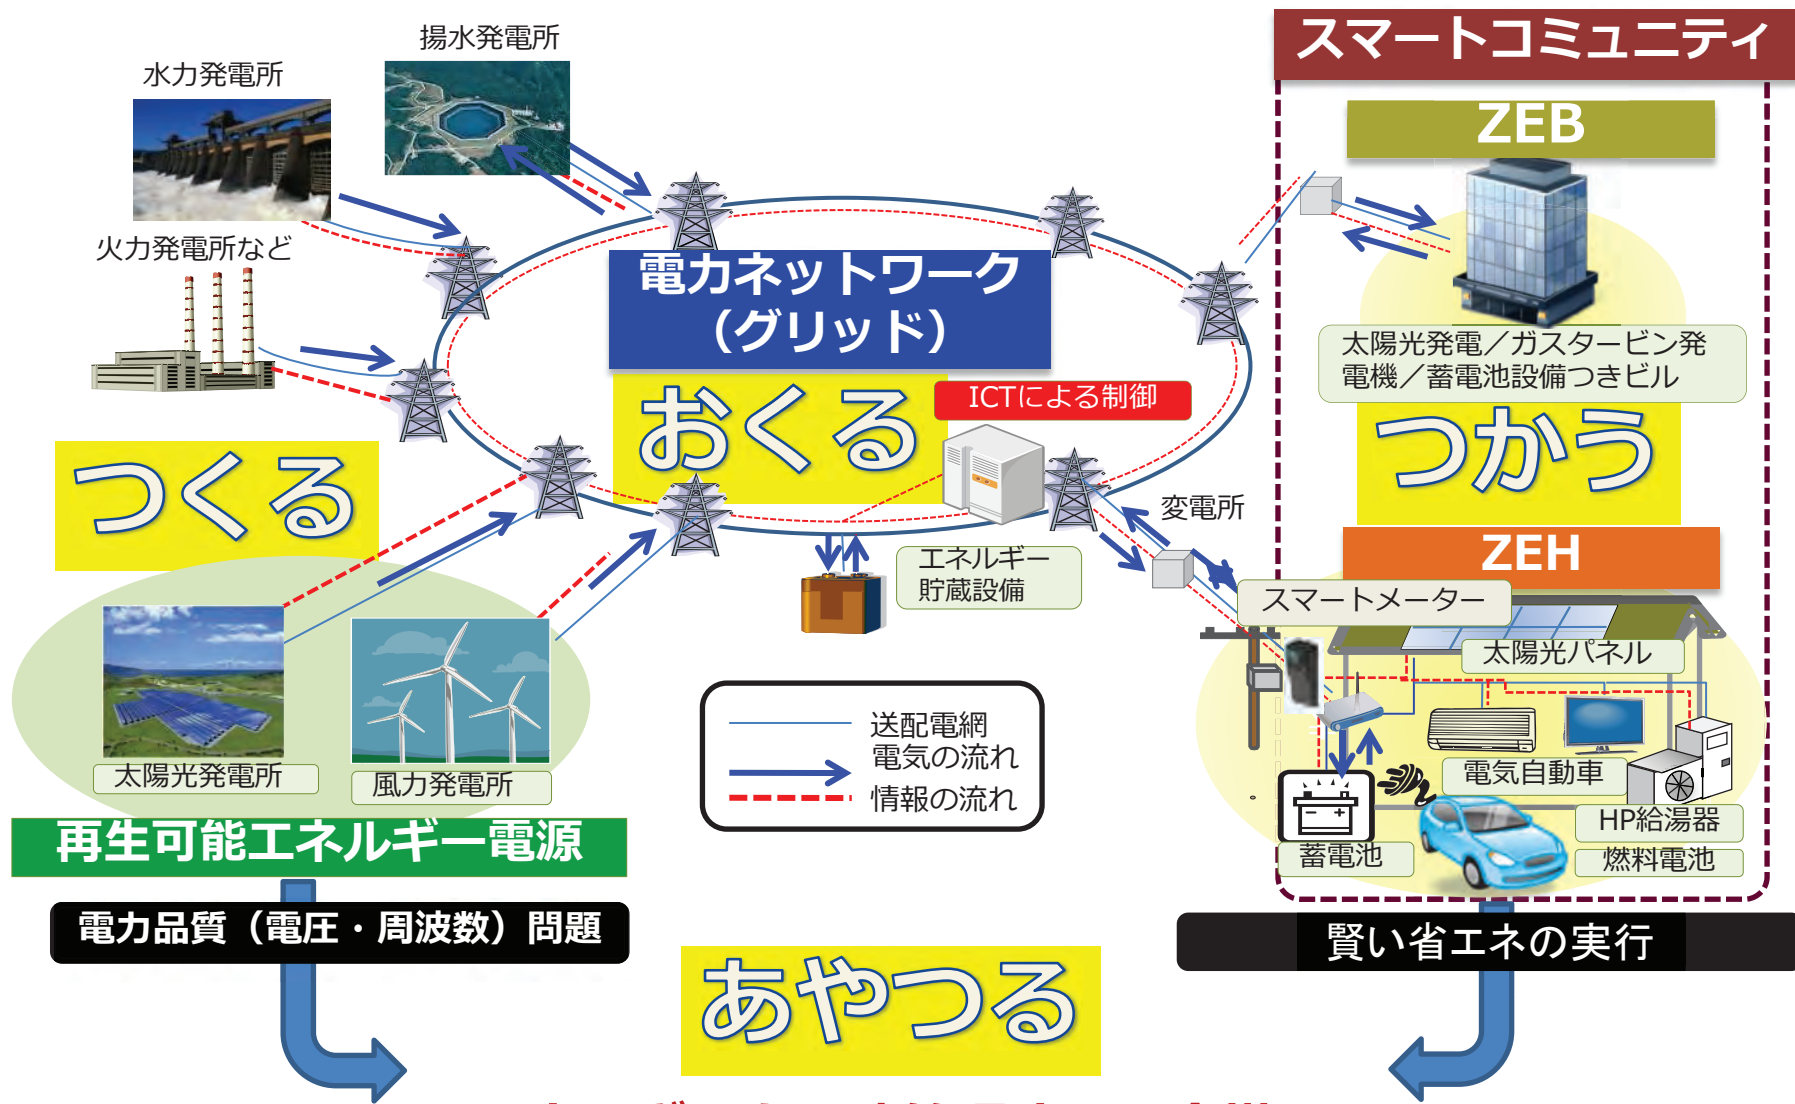 揚水発電所
水力発電所
火力発電所など
スマートコミュニティ
ZEB
電力ネットワーク
（グリッド）
太陽光発電／ガスタービン発
電機／蓄電池設備つきビル
ICTによる制御
おくる
つくる
つかう
変電所
エネルギー
貯蔵設備
ZEH
スマートメーター
太陽光パネル
送配電網
電気の流れ
情報の流れ
太陽光発電所
風力発電所
電気自動車
HP給湯器
蓄電池
燃料電池
再生可能エネルギー電源
電力品質（電圧・周波数）問題
賢い省エネの実行
あやつる